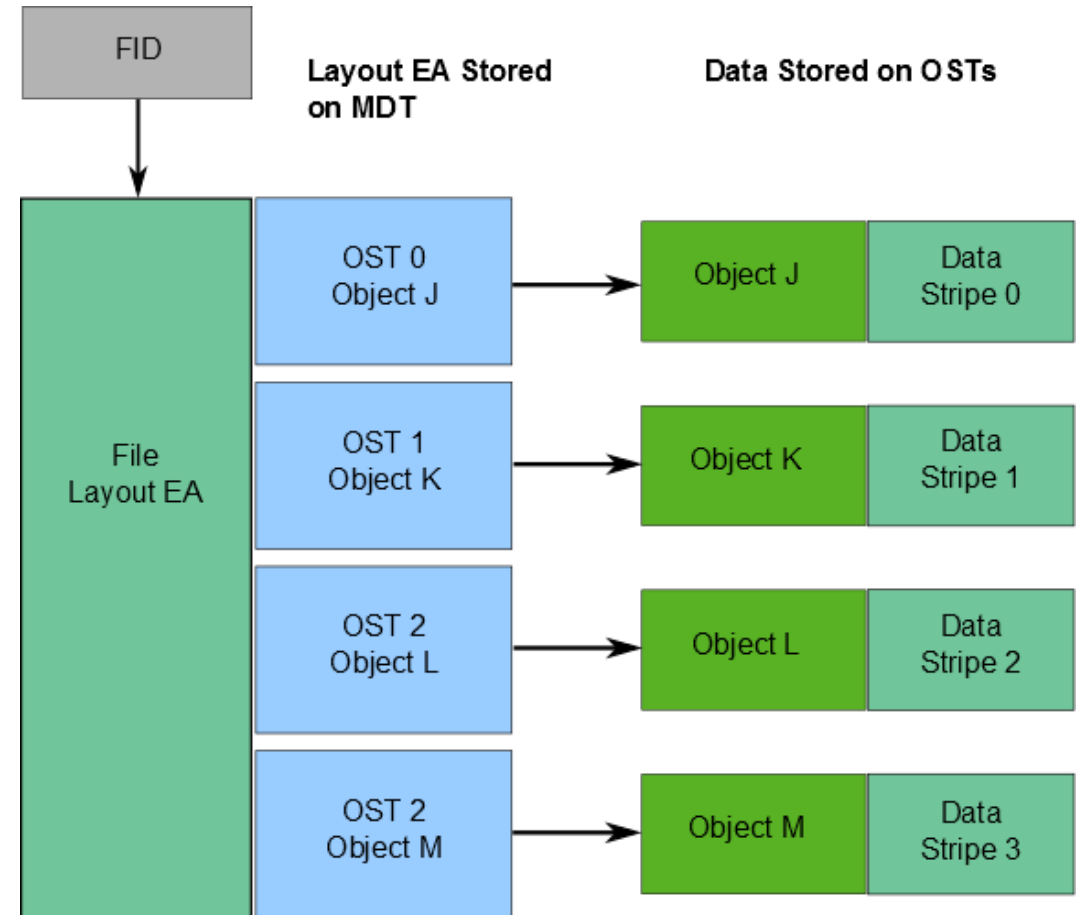 FID
Layout EA Stored
on MDT
Data Stored on OSTs
File
Layout EA
OST 0
Object J
Object J
Data
Stripe 0
OST 1
Object K
Object K
Data
Stripe 1
OST 2
Object L
Object L
Data
Stripe 2
OST 2
Object M
Object M
Data
Stripe 3